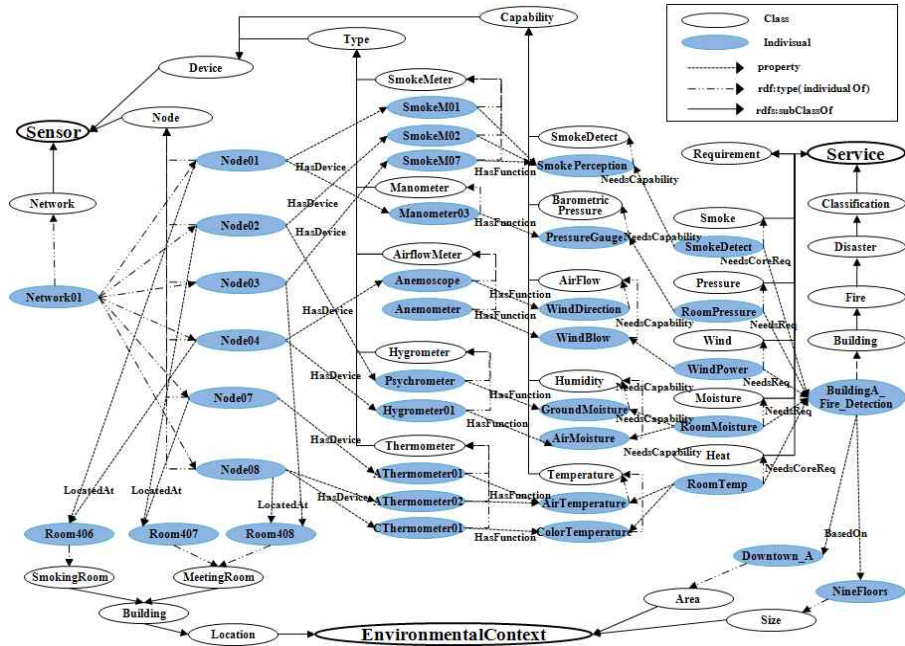 Capability
Class
Indivisual
property
rdf:type( individual Of)
rdfs:subClassOf
Type
Device
SmokeMeter
Sensor
Node
SmokeM01
SmokeM02
SmokeM07
SmokeDetect
SmokePerception
Requirement
Service
Node01
HasDevice
HasFunction
NeedsCapability
Manometer
Manometer03
HasFunction
Barometric
Pressure
PressureGauge
NeedsCapability
Network
Classification
Smoke
SmokeDetect
NeedsCoreReq
Node02
HasDevice
HasDevice
AirflowMeter
Disaster
Node03
Anemoscope
Anemometer
HasFunction
HasFunction
AirFlow
WindDirection
NeedsCapability
WindBlow
Pressure
RoomPressure
NeedsReq
Fire
Network01
Node04
HasDevice
Wind
WindPower
NeedsReq
Building
Hygrometer
Psychrometer
Hygrometer01
HasFunction
HasFunction
Humidity
NeedsCapability
GroundMoisture
NeedsCapability
AirMoisture
NeedsCapability
Moisture
RoomMoisture
NeedsReq
BuildingA_
Fire_Detection
Node07
HasDevice
Thermometer
Heat
NeedsCoreReq
Node08
AThermometer01
AThermometer02
CThermometer01
HasDevice
HasFunction
HasFunction
Temperature
AirTemperature
ColorTemperature
RoomTemp
LocatedAt
LocatedAt
LocatedAt
Room406
Room407
Room408
BasedOn
SmokingRoom
MeetingRoom
Downtown_A
NineFloors
Building
Area
Size
Location
EnvironmentalContext